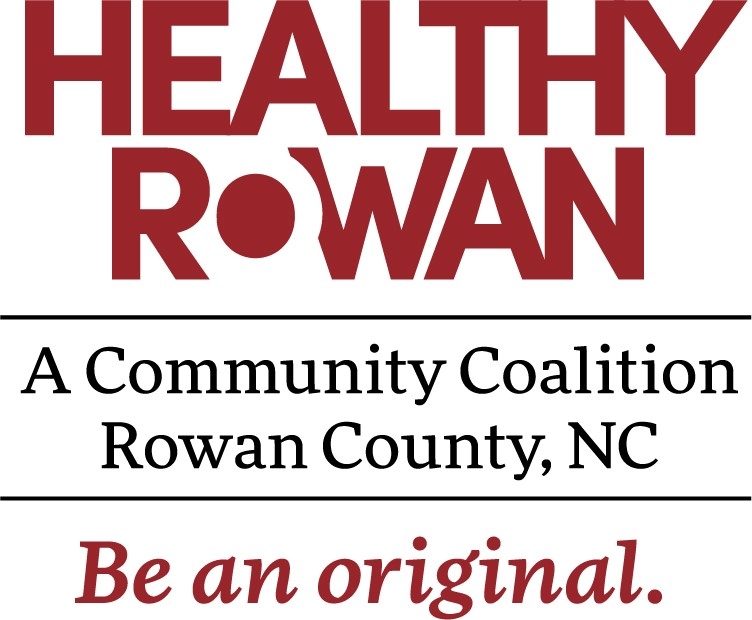 HEALTHY
ROWAN
A Community Coalition
Rowan County, NC
Be an original.